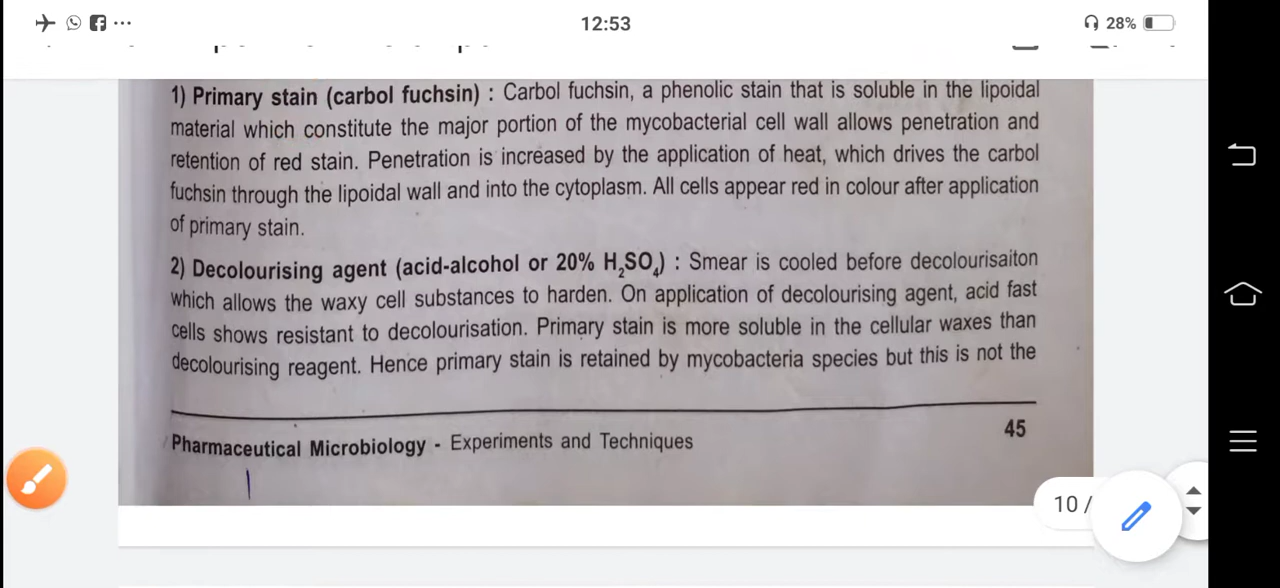 12:53
28%
1) Primary stain (carbol fuchsin) : Carbol fuchsin, a phenolic stain that is soluble in the lipoidal
material which constitute the major portion of the mycobacterial cell wall allows penetration and
retention of red stain. Penetration is increased by the application of heat, which drives the carbol
fuchsin through the lipoidal wall and into the cytoplasm. All cells appear red in colour after application
of primary stain.
2) Decolourising agent (acid-alcohol or 20% H₂SO₄) : Smear is cooled before decolourisaiton
which allows the waxy cell substances to harden. On application of decolourising agent, acid fast
cells shows resistant to decolourisation. Primary stain is more soluble in the cellular waxes than
decolourising reagent. Hence primary stain is retained by mycobacteria species but this is not the
Pharmaceutical Microbiology - Experiments and Techniques
45
10 /